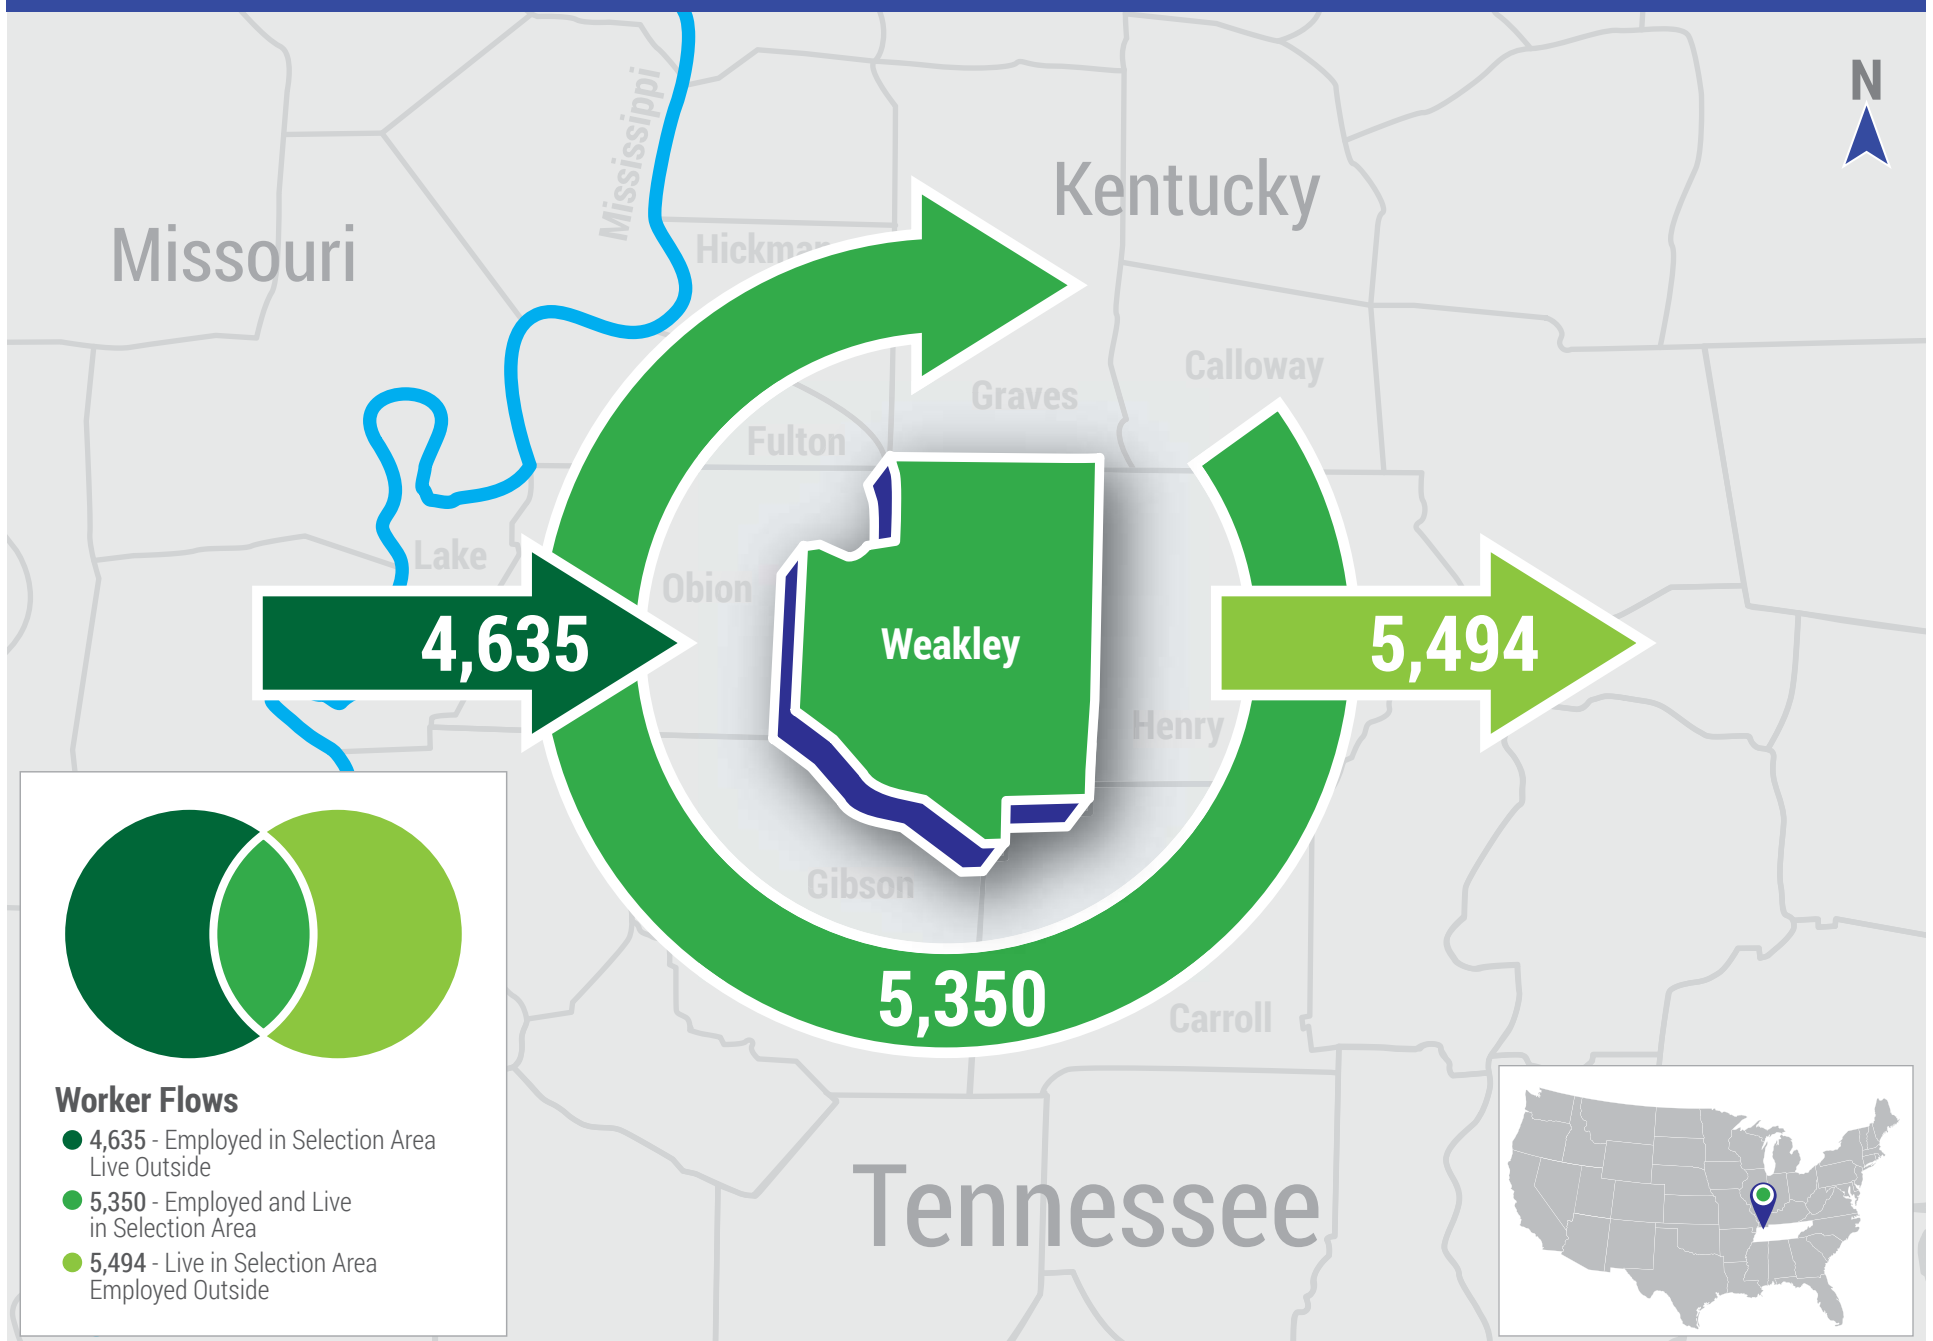 N
Mississippi
Kentucky
Missouri
Hickman
Calloway
Graves
Fulton
Lake
Obion
4,635
Weakley
5,494
Henry
Gibson
5,350
Carroll
Tennessee
Worker Flows
4,635 - Employed in Selection Area
Live Outside
5,350 - Employed and Live
in Selection Area
5,494 - Live in Selection Area
Employed Outside